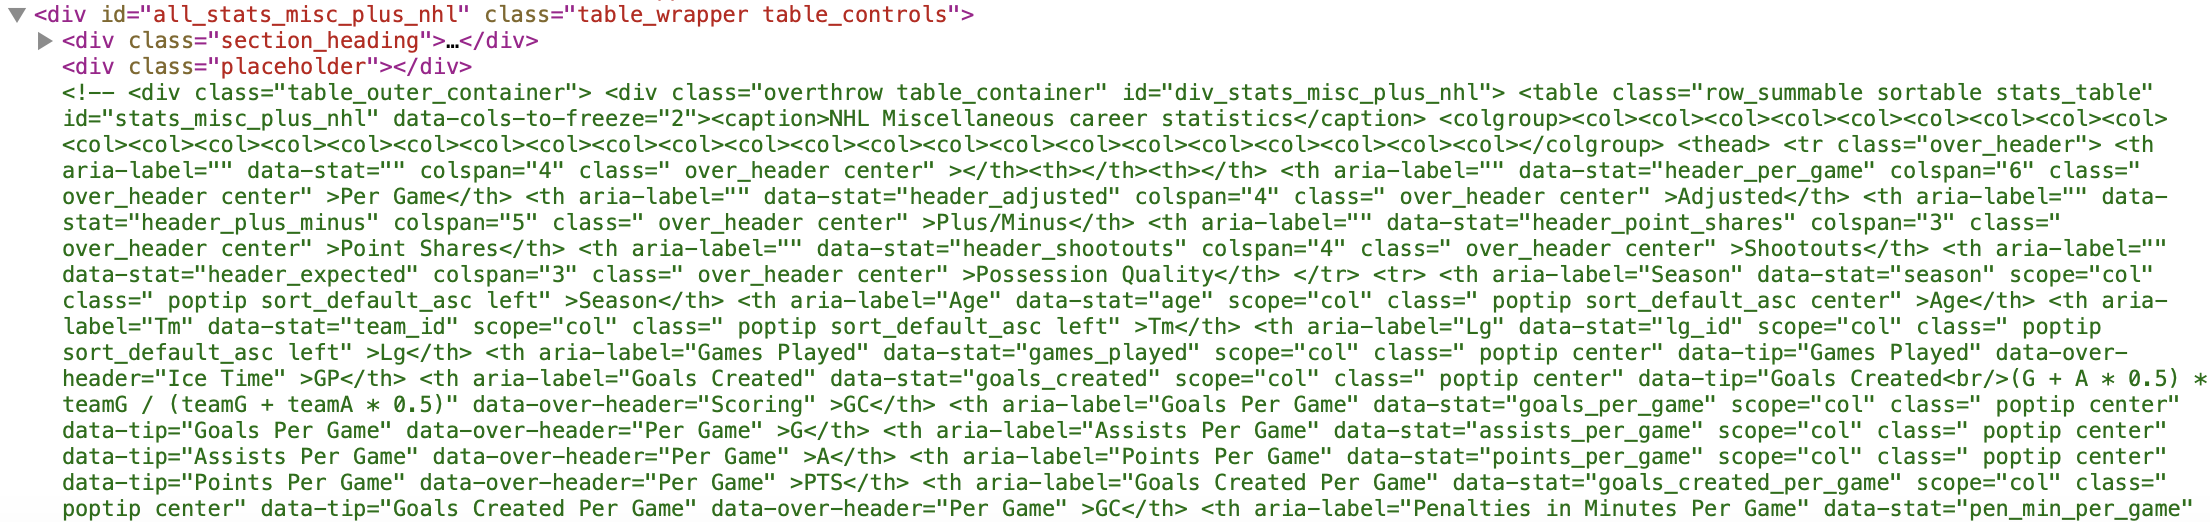 ▼<div id="all_stats_misc_plus_nhl" class="table_wrapper table_controls">
▶<div class="section_heading">…</div>
<div class="placeholder"></div>
<!-- <div class="table_outer_container"> <div class="overthrow table_container" id="div_stats_misc_plus_nhl"> <table class="row_summable sortable stats_table"
id="stats_misc_plus_nhl" data-cols-to-freeze="2"><caption>NHL Miscellaneous career statistics</caption> <colgroup><col><col><col><col><col><col><col><col><col>
<col><col><col><col><col><col><col><col><col><col><col><col><col><col><col><col><col><col><col></colgroup> <thead> <tr class="over_header"> <th
aria-label="" data-stat="" colspan="4" class=" over_header center" ></th><th></th><th></th> <th aria-label="" data-stat="header_per_game" colspan="6" class="
over_header center" >Per Game</th> <th aria-label="" data-stat="header_adjusted" colspan="4" class=" over_header center" >Adjusted</th> <th aria-label="" data-
stat="header_plus_minus" colspan="5" class=" over_header center" >Plus/Minus</th> <th aria-label="" data-stat="header_point_shares" colspan="3" class="
over_header center" >Point Shares</th> <th aria-label="" data-stat="header_shootouts" colspan="4" class=" over_header center" >Shootouts</th> <th aria-label=""
data-stat="header_expected" colspan="3" class=" over_header center" >Possession Quality</th> </tr> <tr> <th aria-label="Season" data-stat="season" scope="col"
class=" poptip sort_default_asc left" >Season</th> <th aria-label="Age" data-stat="age" scope="col" class=" poptip sort_default_asc center" >Age</th> <th aria-
label="Tm" data-stat="team_id" scope="col" class=" poptip sort_default_asc left" >Tm</th> <th aria-label="Lg" data-stat="lg_id" scope="col" class=" poptip
sort_default_asc left" >Lg</th> <th aria-label="Games Played" data-stat="games_played" scope="col" class=" poptip center" data-tip="Games Played" data-over-
header="Ice Time" >GP</th> <th aria-label="Goals Created" data-stat="goals_created" scope="col" class=" poptip center" data-tip="Goals Created<br/>(G + A * 0.5) *
teamG / (teamG + teamA * 0.5)" data-over-header="Scoring" >GC</th> <th aria-label="Goals Per Game" data-stat="goals_per_game" scope="col" class=" poptip center"
data-tip="Goals Per Game" data-over-header="Per Game" >G</th> <th aria-label="Assists Per Game" data-stat="assists_per_game" scope="col" class=" poptip center"
data-tip="Assists Per Game" data-over-header="Per Game" >A</th> <th aria-label="Points Per Game" data-stat="points_per_game" scope="col" class=" poptip center"
data-tip="Points Per Game" data-over-header="Per Game" >PTS</th> <th aria-label="Goals Created Per Game" data-stat="goals_created_per_game" scope="col" class="
poptip center" data-tip="Goals Created Per Game" data-over-header="Per Game" >GC</th> <th aria-label="Penalties in Minutes Per Game" data-stat="pen_min_per_game"